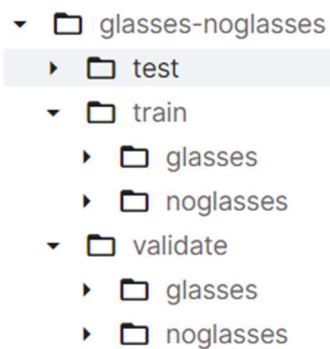 glasses-noglasses
test
train
glasses
noglasses
validate
glasses
noglasses